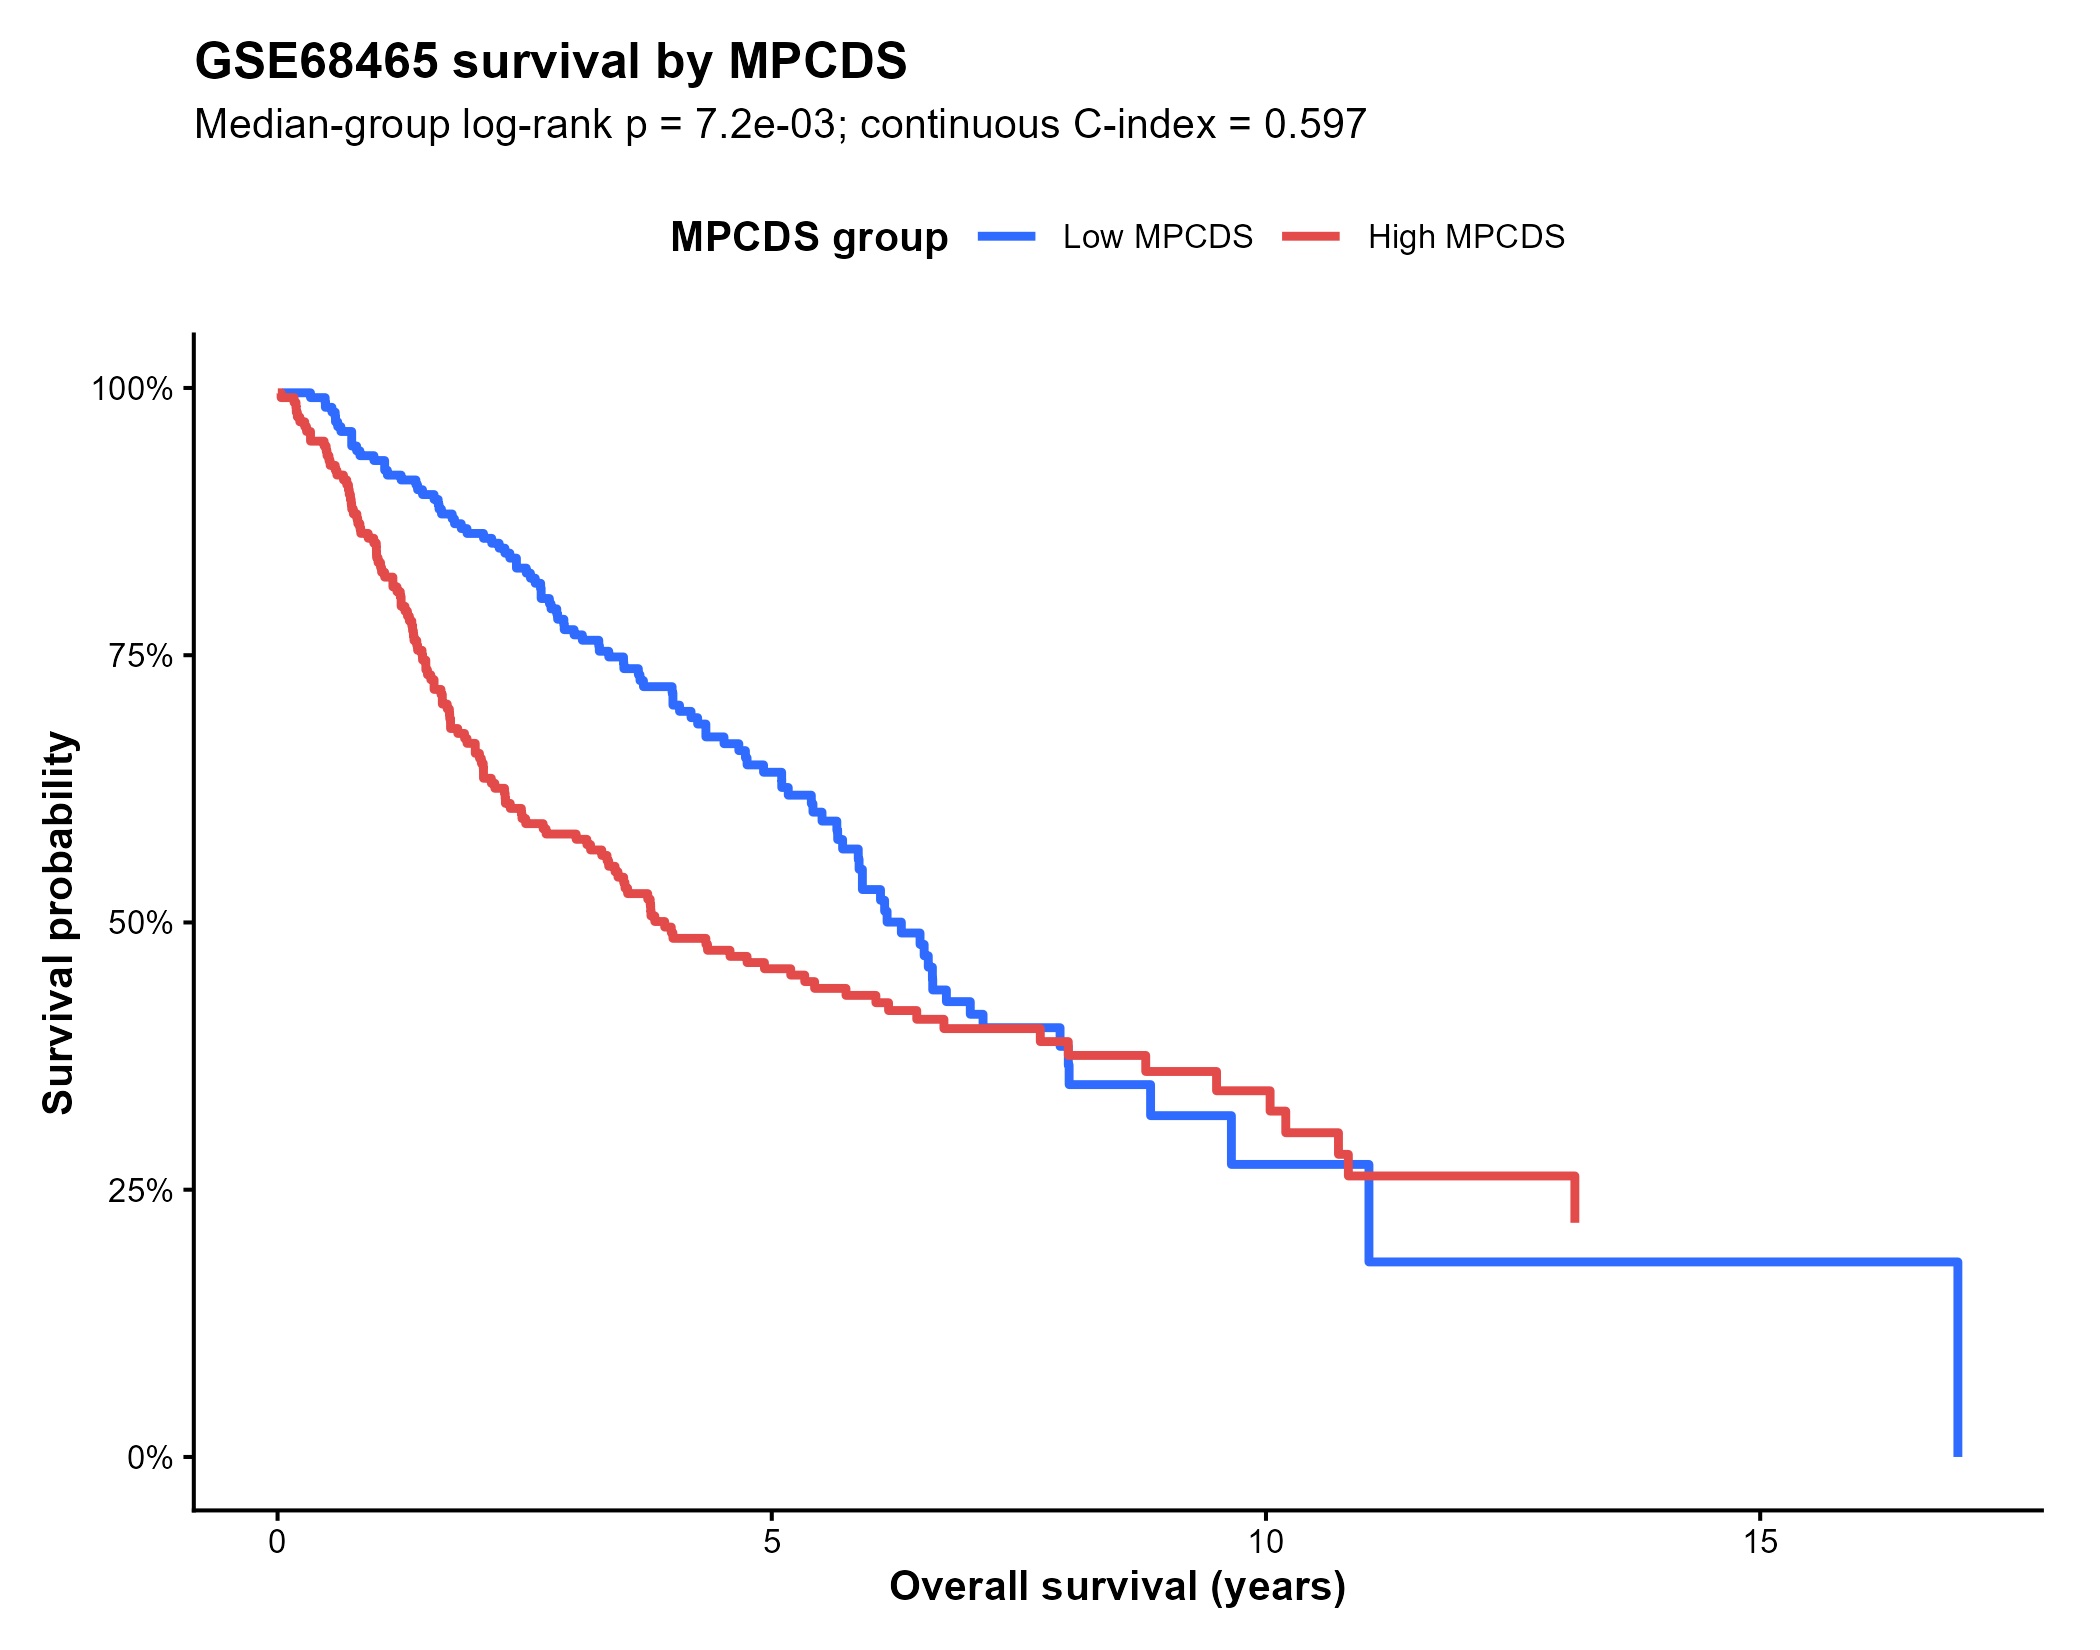 GSE68465 survival by MPCDS
Median-group log-rank p = 7.2e-03; continuous C-index = 0.597
MPCDS group Low MPCDS High MPCDS
100%
75%
50%
25%
0%
Survival probability
0 5 10 15
Overall survival (years)